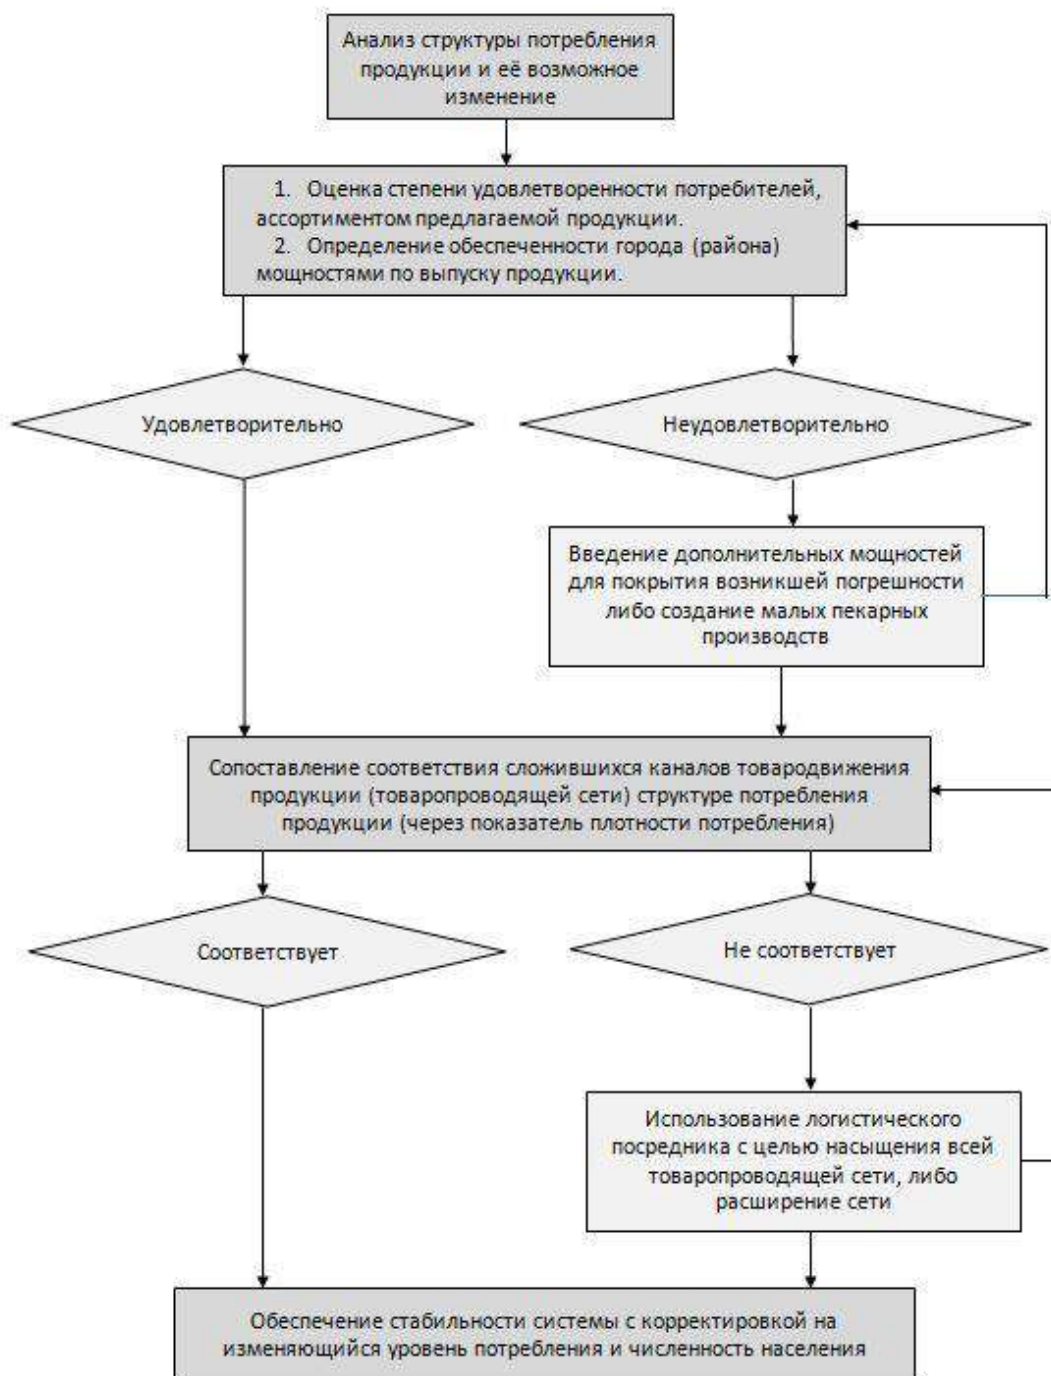 Анализ структуры потребления
продукции и её возможное
изменение
1. Оценка степени удовлетворенности потребителей,
ассортиментом предлагаемой продукции.
2. Определение обеспеченности города (района)
мощностями по выпуску продукции.
Удовлетворительно
Неудовлетворительно
Введение дополнительных мощностей
для покрытия возникшей погрешности
либо создание малых пекарных
производств
Сопоставление соответствия сложившихся каналов товародвижения
продукции (товаропроводящей сети) структуре потребления
продукции (через показатель плотности потребления)
Соответствует
Не соответствует
Использование логистического
посредника с целью насыщения всей
товаропроводящей сети, либо
расширение сети
Обеспечение стабильности системы с корректировкой на
изменяющийся уровень потребления и численность населения